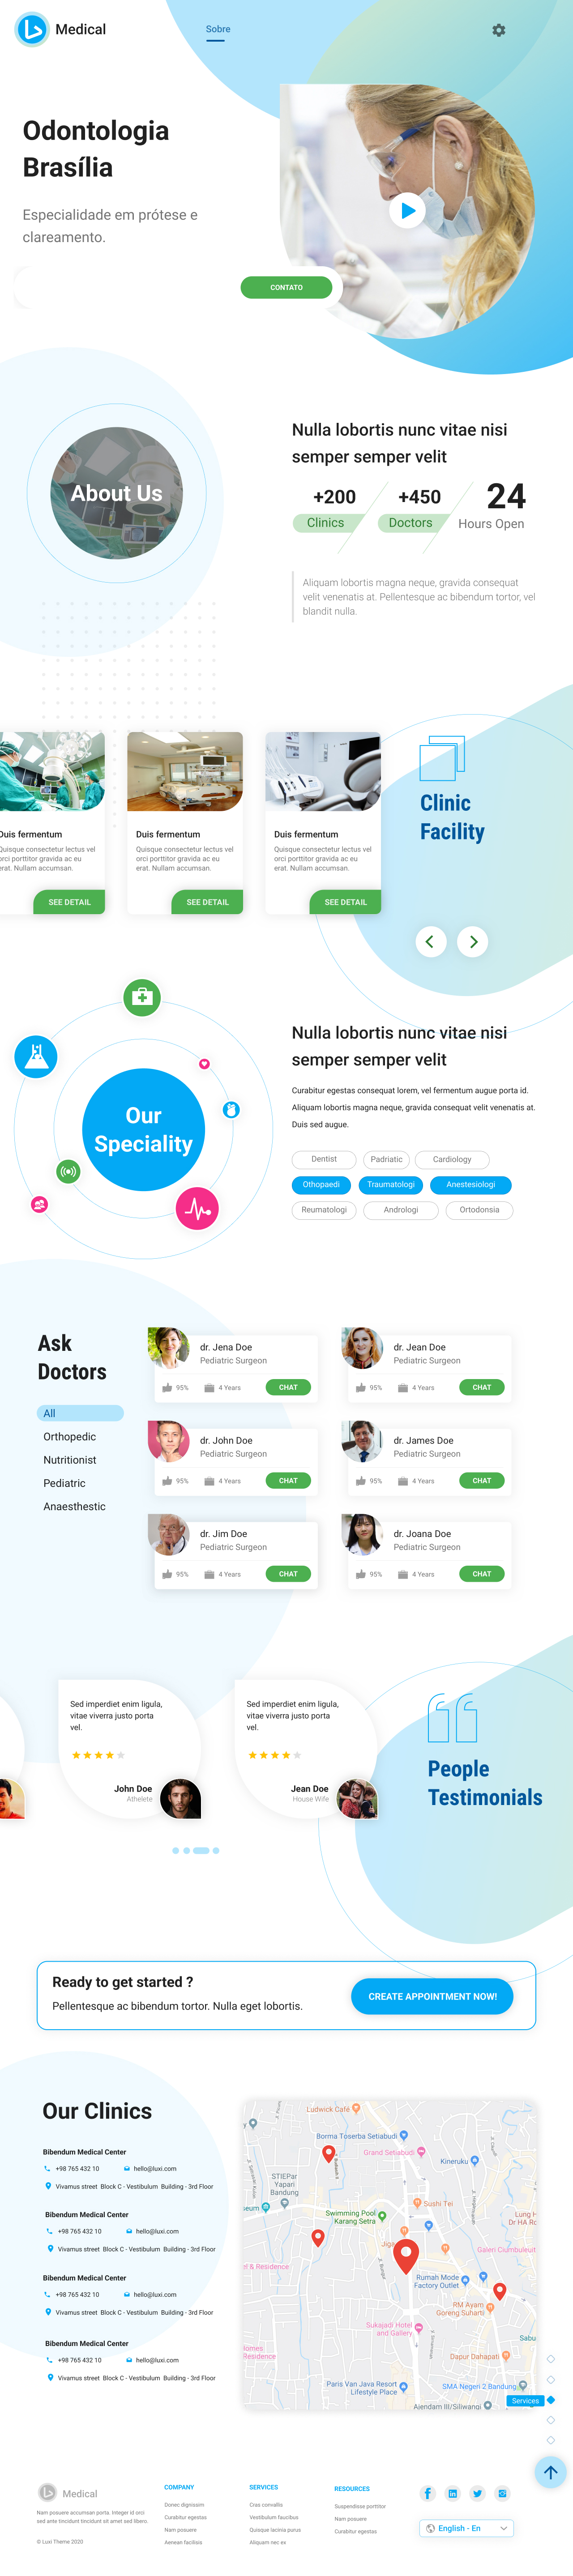 Medical
Sobre
Odontologia
Brasília
Especialidade em prótese e
clareamento.
CONTATO
About Us
Nulla lobortis nunc vitae nisi
semper semper velit
+200
Clinics
+450
Doctors
24
Hours Open
Aliquam lobortis magna neque, gravida consequat
velit venenatis at. Pellentesque ac bibendum tortor, vel
blandit nulla.
Duis fermentum
Quisque consectetur lectus vel
orci porttitor gravida ac eu
erat. Nullam accumsan.
SEE DETAIL
Duis fermentum
Quisque consectetur lectus vel
orci porttitor gravida ac eu
erat. Nullam accumsan.
SEE DETAIL
Duis fermentum
Quisque consectetur lectus vel
orci porttitor gravida ac eu
erat. Nullam accumsan.
SEE DETAIL
Clinic
Facility
Our
Speciality
Nulla lobortis nunc vitae nisi
semper semper velit
Curabitur egestas consequat lorem, vel fermentum augue porta id.
Aliquam lobortis magna neque, gravida consequat velit venenatis at.
Duis sed augue.
Dentist Padriatic Cardiology
Othopaedi Traumatologi Anestesiologi
Reumatologi Andrologi Ortodonsia
Ask
Doctors
All
Orthopedic
Nutritionist
Pediatric
Anaesthestic
dr. Jena Doe
Pediatric Surgeon
95% 4 Years CHAT
dr. Jean Doe
Pediatric Surgeon
95% 4 Years CHAT
dr. John Doe
Pediatric Surgeon
95% 4 Years CHAT
dr. James Doe
Pediatric Surgeon
95% 4 Years CHAT
dr. Jim Doe
Pediatric Surgeon
95% 4 Years CHAT
dr. Joana Doe
Pediatric Surgeon
95% 4 Years CHAT
Sed imperdiet enim ligula,
vitae viverra justo porta
vel.
John Doe
Athelete
Sed imperdiet enim ligula,
vitae viverra justo porta
vel.
Jean Doe
House Wife
People
Testimonials
Ready to get started ?
Pellentesque ac bibendum tortor. Nulla eget lobortis.
CREATE APPOINTMENT NOW!
Our Clinics
Bibendum Medical Center
+98 765 432 10 hello@luxi.com
Vivamus street Block C - Vestibulum Building - 3rd Floor
Bibendum Medical Center
+98 765 432 10 hello@luxi.com
Vivamus street Block C - Vestibulum Building - 3rd Floor
Bibendum Medical Center
+98 765 432 10 hello@luxi.com
Vivamus street Block C - Vestibulum Building - 3rd Floor
Bibendum Medical Center
+98 765 432 10 hello@luxi.com
Vivamus street Block C - Vestibulum Building - 3rd Floor
Ludwick Cafe
Borma Toserba Setiabudi
Grand Setiabudi
Kineruku
STIEPar
Yapari
Bandung
eum
Swimming Pool
Karang Setra
Sushi Tei
Lung H
Dr HA Ro
Jiga
Galeri Ciumbuleuit
el & Residence
Rumah Mode
Factory Outlet
RM Ayam
Goreng Suharti
Sukajadi Hotel
and Gallery
Sabu
omes
Residence
Dapur Dahapati
Paris Van Java Resort
Lifestyle Place
SMA Negeri 2 Bandung
Aiendam III/Siliwangi
Services
Medical
Nam posuere accumsan porta. Integer id orci
sed ante tincidunt tincidunt sit amet sed libero.
© Luxi Theme 2020
COMPANY
Donec dignissim
Curabitur egestas
Nam posuere
Aenean facilisis
SERVICES
Cras convallis
Vestibulum faucibus
Quisque lacinia purus
Aliquam nec ex
RESOURCES
Suspendisse porttitor
Nam posuere
Curabitur egestas
English - En